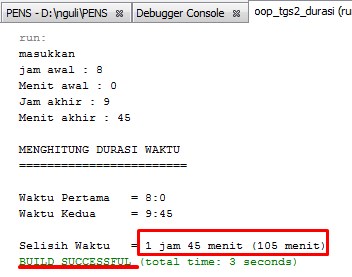 PENS - D:\nguli\PENS Debugger Console oop_tgs2_durasi (ru
run:
masukkan
jam awal : 8
Menit awal : 0
Jam akhir : 9
Menit akhir : 45
MENGHITUNG DURASI WAKTU
========================
Waktu Pertama = 8:0
Waktu Kedua = 9:45
Selisih Waktu = 1 jam 45 menit (105 menit)
BUILD SUCCESSFUL (total time: 3 seconds)